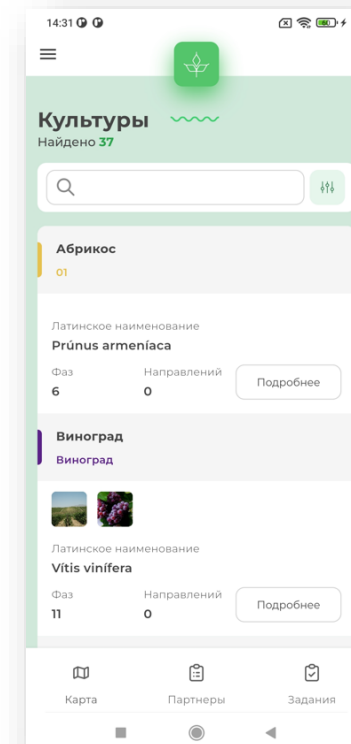 14:31
Культуры
Найдено 37
Абрикос
01
Латинское наименование
Prúnus armeníaca
Фаз Направлений
6 0 Подробнее
Виноград
Виноград
Латинское наименование
Vítis vinífera
Фаз Направлений
11 0 Подробнее
Карта Партнеры Задания